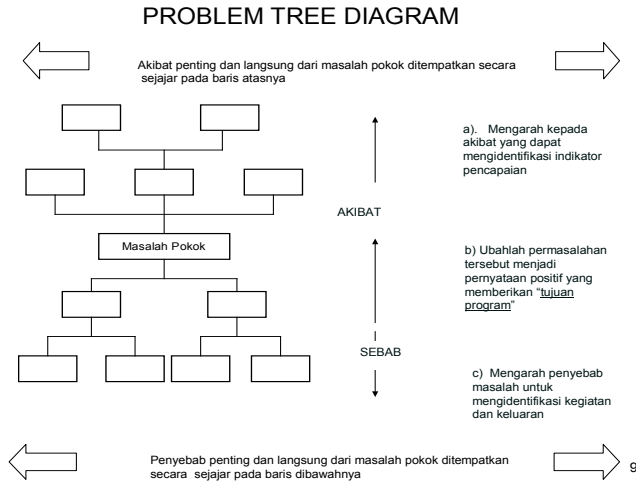 PROBLEM TREE DIAGRAM
Akibat penting dan langsung dari masalah pokok ditempatkan secara
sejajar pada baris atasnya
a). Mengarah kepada
akibat yang dapat
mengidentifikasi indikator
pencapaian
AKIBAT
Masalah Pokok
b) Ubahlah permasalahan
tersebut menjadi
pernyataan positif yang
memberikan “tujuan
program”
SEBAB
c) Mengarah penyebab
masalah untuk
mengidentifikasi kegiatan
dan keluaran
Penyebab penting dan langsung dari masalah pokok ditempatkan
secara sejajar pada baris dibawahnya
9